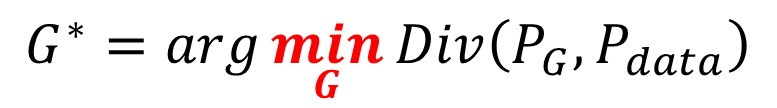 G* = arg min Div(P_G, P_data)
G